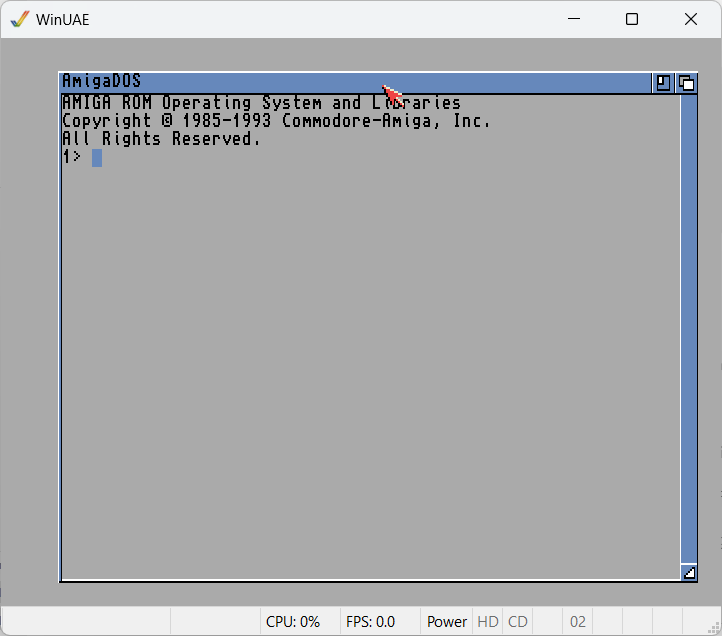 WinUAE
AmigaDOS
AMIGA ROM Operating System and Libraries
Copyright © 1985-1993 Commodore-Amiga, Inc.
All Rights Reserved.
1>
CPU: 0% FPS: 0.0 Power HD CD 02